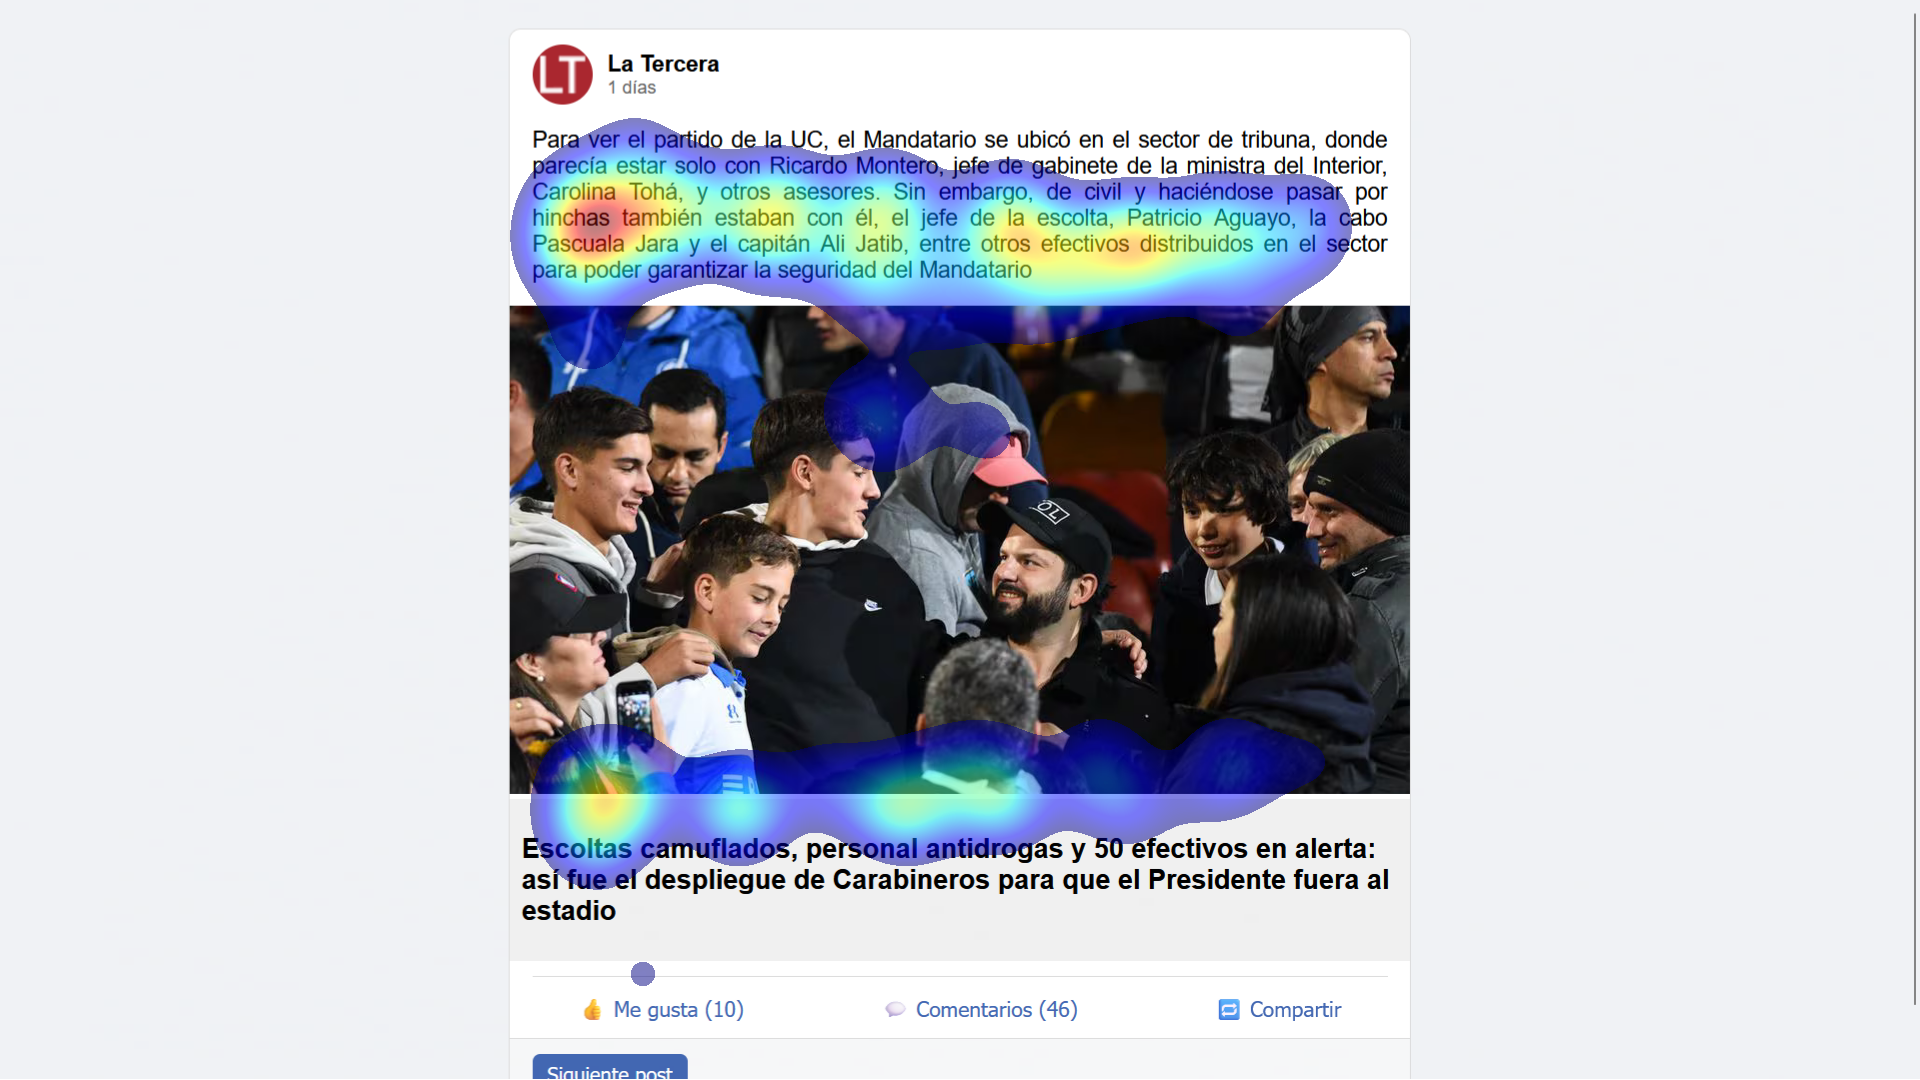 LT
La Tercera
1 días
Para ver el partido de la UC, el Mandatario se ubicó en el sector de tribuna, donde
parecía estar solo con Ricardo Montero, jefe de gabinete de la ministra del Interior,
Carolina Tohá, y otros asesores. Sin embargo, de civil y haciéndose pasar por
hinchas también estaban con él, el jefe de la escolta, Patricio Aguayo, la cabo
Pascuala Jara y el capitán Ali Jatib, entre otros efectivos distribuidos en el sector
para poder garantizar la seguridad del Mandatario
OL
Escoltas camuflados, personal antidrogas y 50 efectivos en alerta:
así fue el despliegue de Carabineros para que el Presidente fuera al
estadio
Me gusta (10)
Comentarios (46)
Compartir
Siguiente post